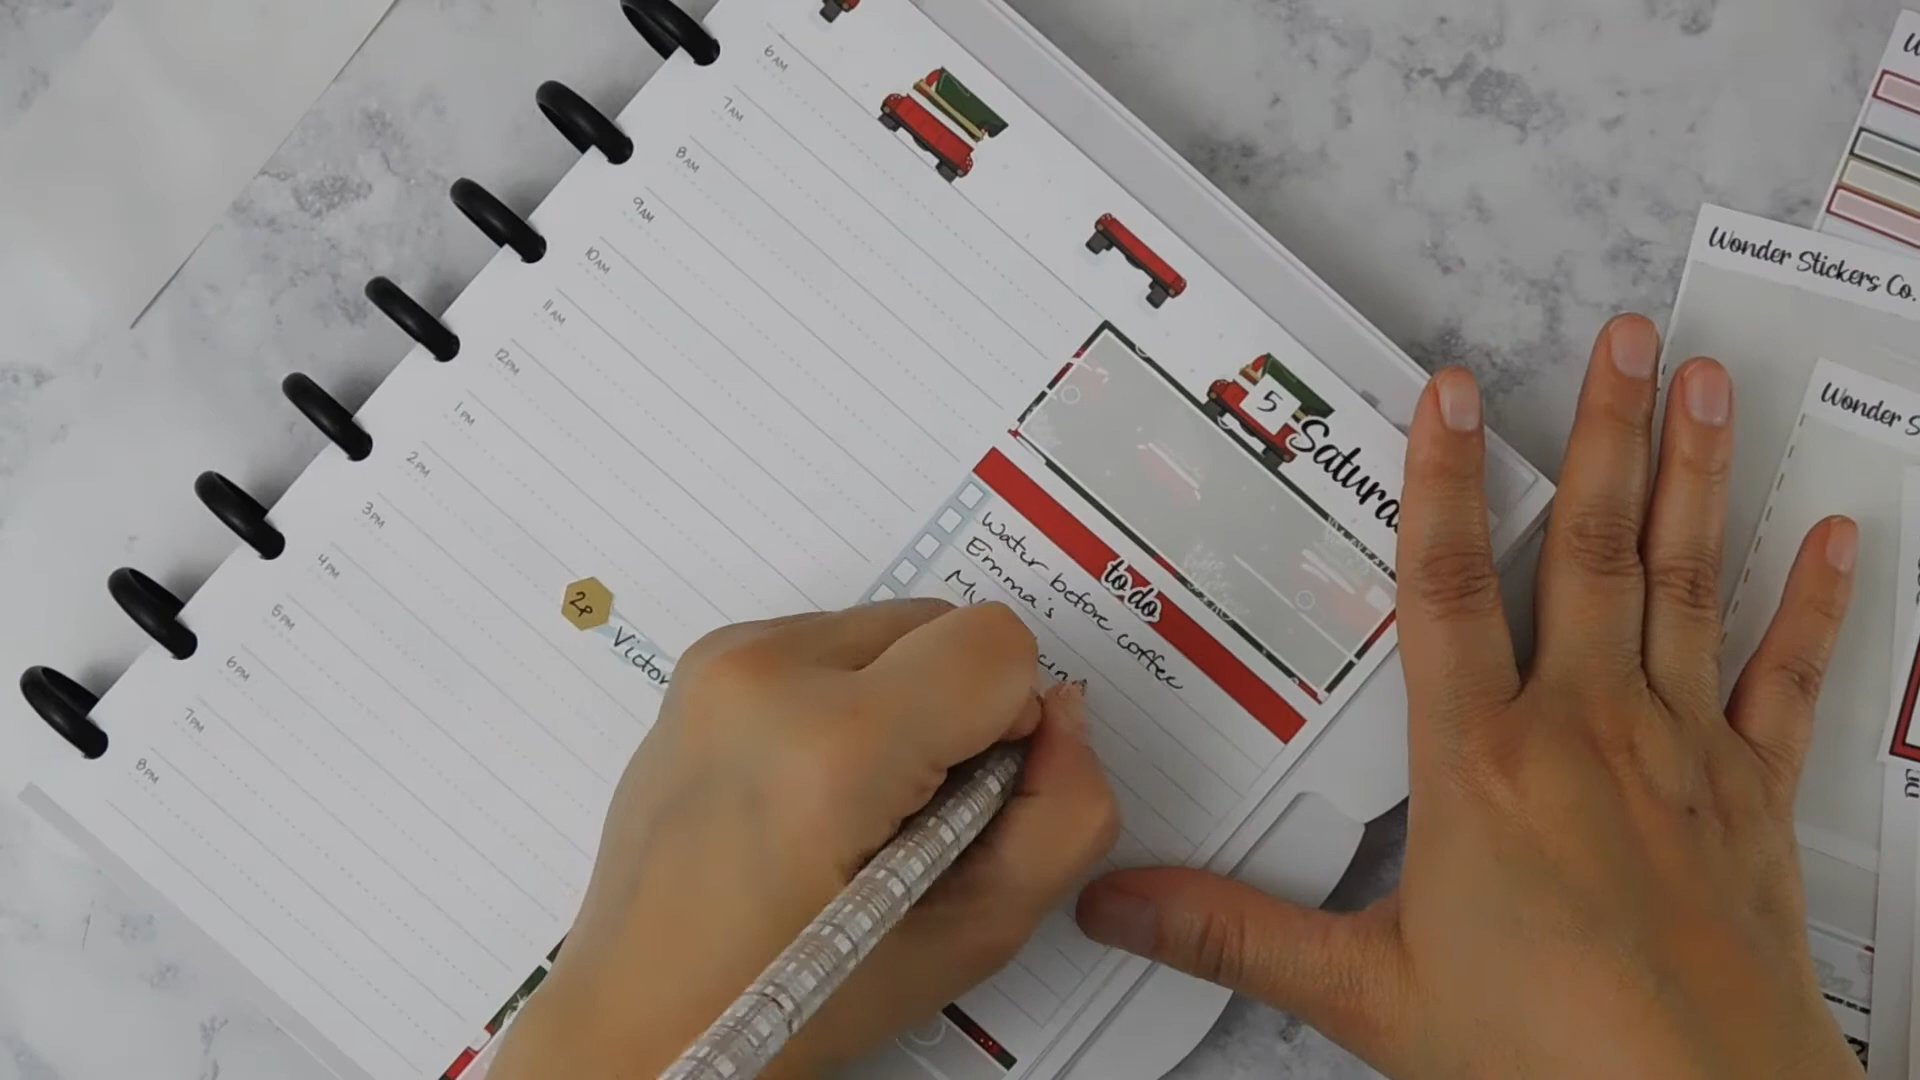 6 AM
7 AM
8 AM
9 AM
10 AM
11 AM
12 PM
1 PM
2 PM
3 PM
4 PM
5 PM
6 PM
7 PM
8 PM
2P
5
to do
Water before coffee
Emma's
Wonder Stickers Co.
Wonder